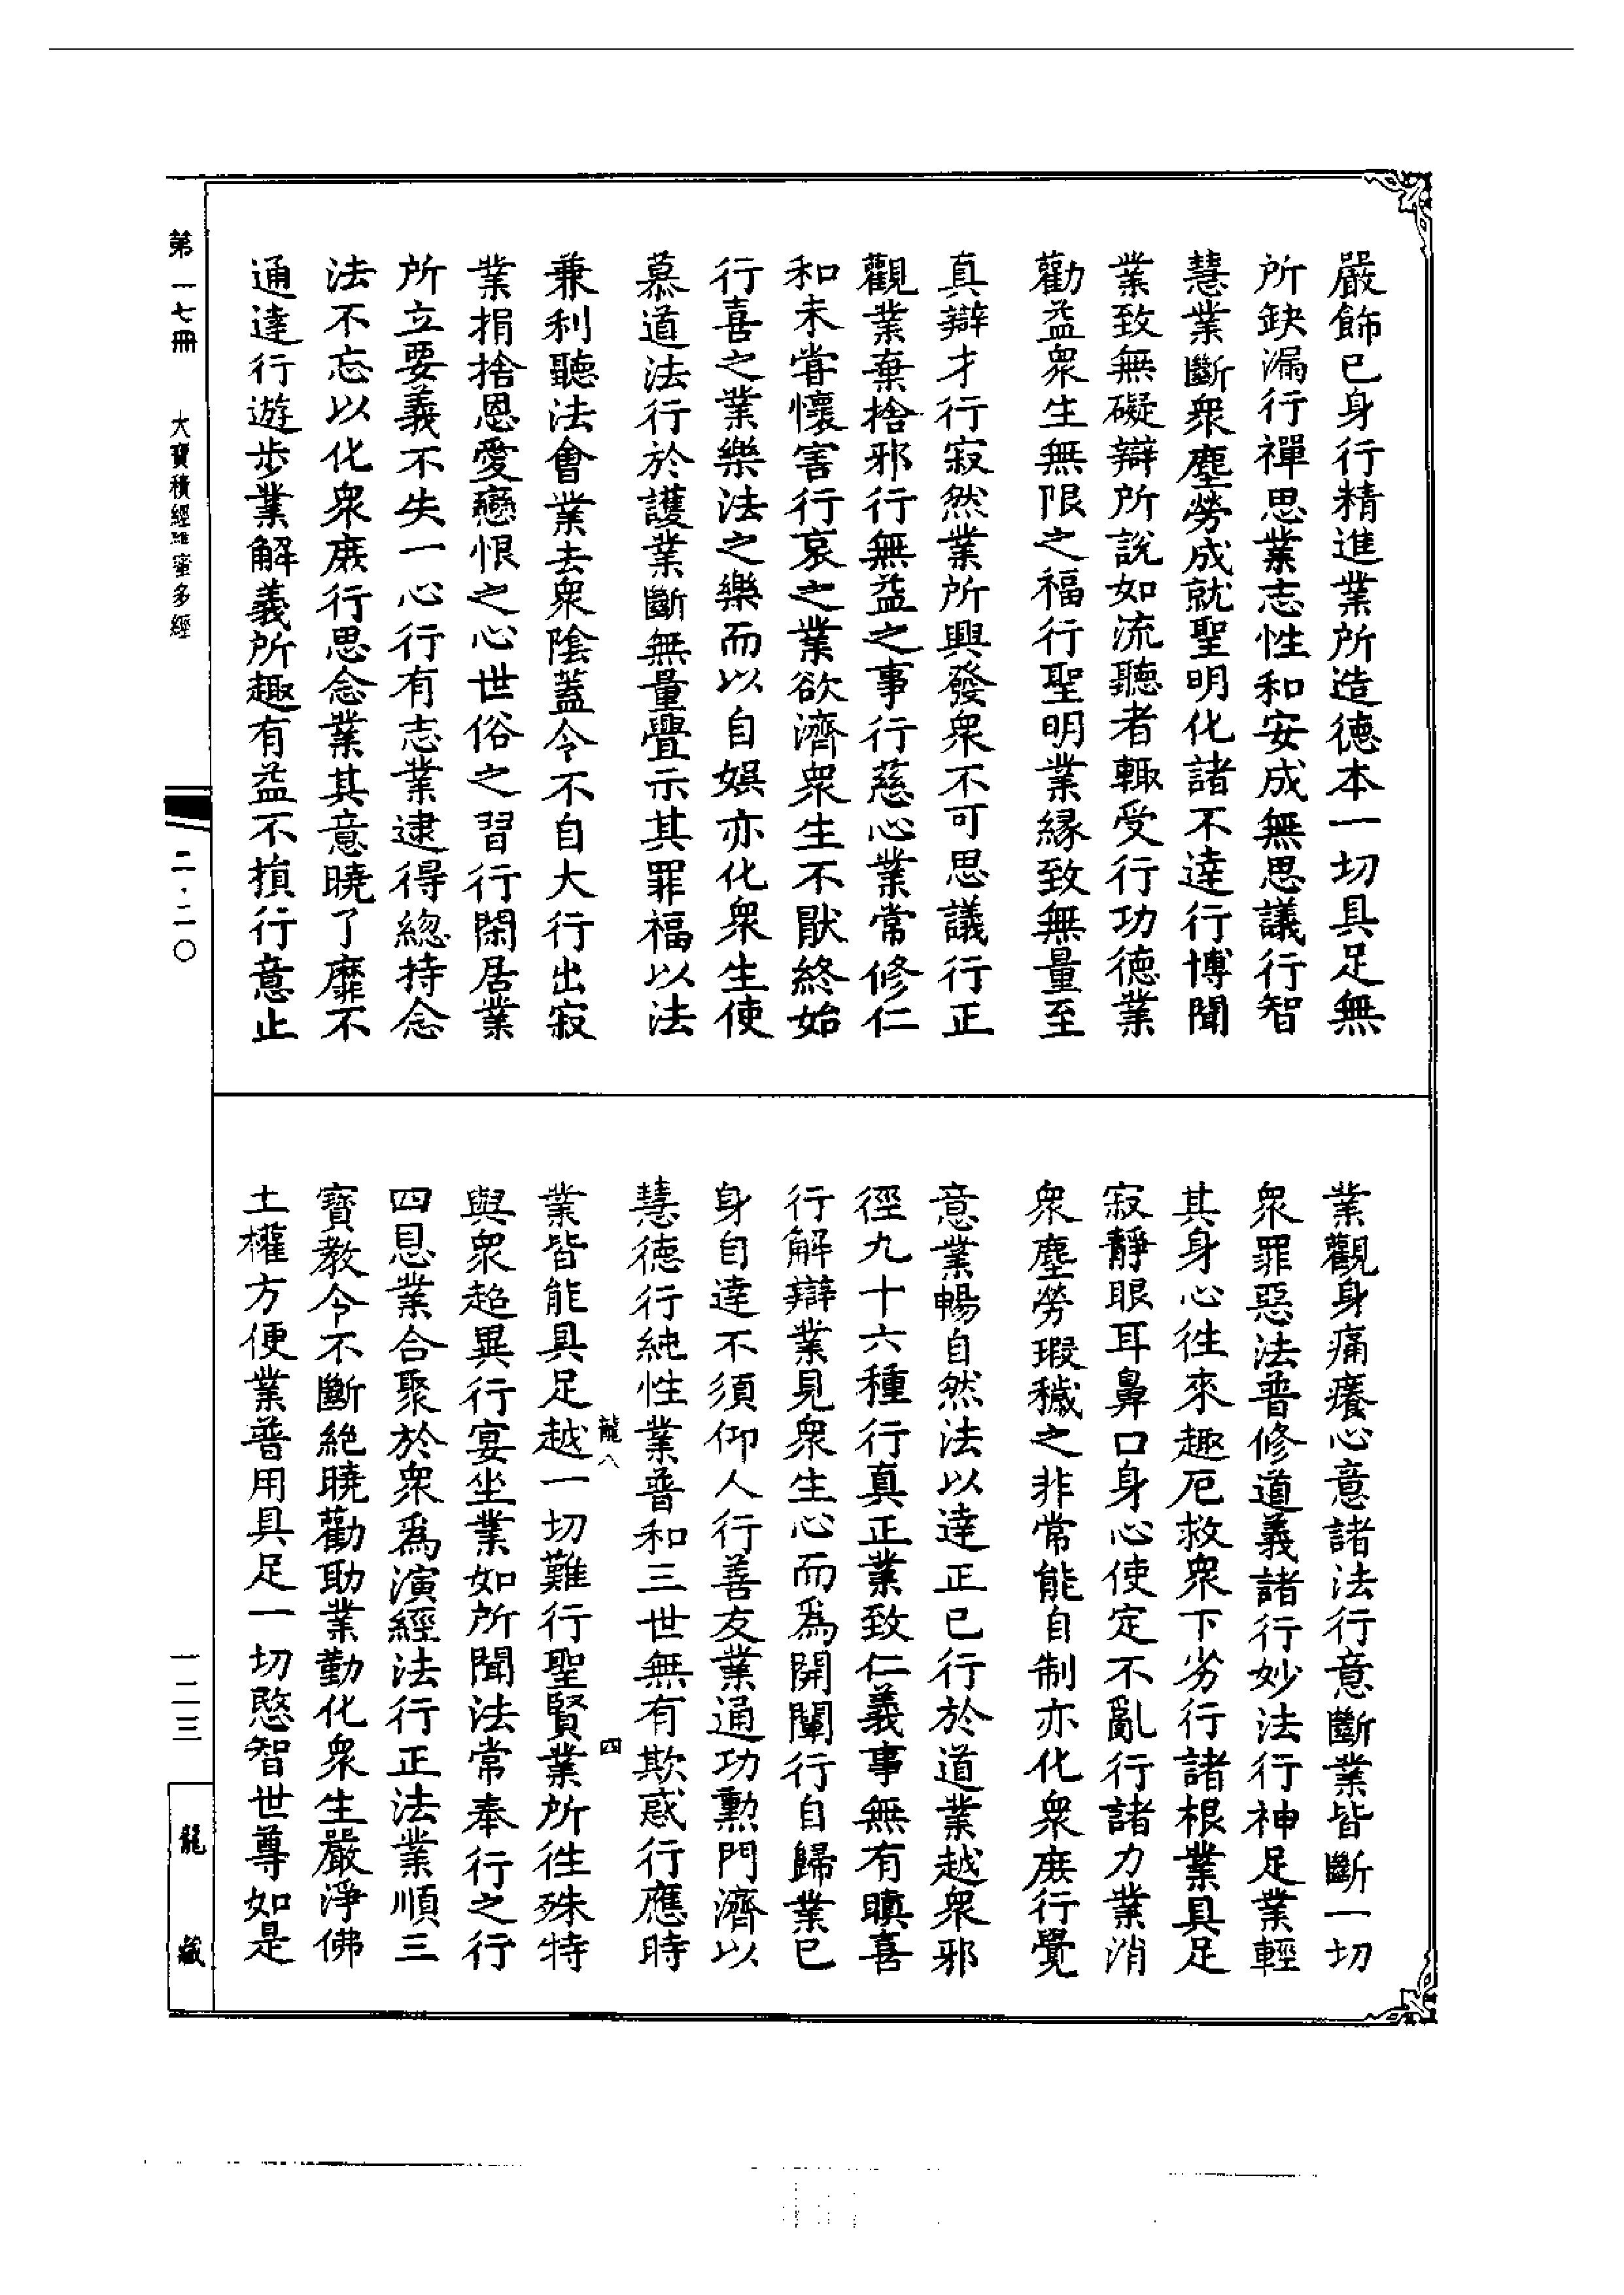 嚴飾已身行精進業所造德本一切具足無
所缺漏行禪思業志性和安成無思議行智
慧業斷衆塵勞成就聖明化諸不達行博聞
業致無礙辯所說如流聽者輙受行功德業
勸益衆生無限之福行聖明業緣致無量至
真辯才行寂然業所興發衆不可思議行正
觀業棄捨邪行無益之事行慈心業常修仁
和未甞懷害行哀之業欲濟衆生不猒終始
行喜之業樂法之樂而以自娛亦化衆生使
慕道法行於護業斷無量舋示其罪福以法
兼利聽法會業去衆陰蓋令不自大行出寂
業捐捨恩愛戀恨之心世俗之習行閑居業
所立要義不失一心行有志業逮得總持念
法不忘以化衆庻行思念業其意曉了靡不
通達行遊步業解義所趣有益不損行意止
業觀身痛癢心意諸法行意斷業皆斷一切
衆罪惡法普修道義諸行妙法行神足業輕
其身心徃來趣厄救衆下劣行諸根業具足
寂靜眼耳鼻口身心使定不亂行諸力業消
衆塵勞瑕穢之非常能自制亦化衆庻行覺
意業暢自然法以達正已行於道業越衆邪
徑九十六種行真正業致仁義事無有瞋喜
行解辯業見衆生心而爲開闡行自歸業已
身自達不須仰人行善友業通功勳門濟以
慧德行純性業普和三世無有欺惑行應時
業皆能具足越一切難行聖賢業所徃殊特
與衆超異行宴坐業如所聞法常奉行之行
四恩業合聚於衆爲演經法行正法業順三
寶教令不斷絶曉勸助業勤化衆生嚴淨佛
土權方便業普用具足一切愍智世尊如是
龍八
四
第一七冊
大寶積經
蜜多經
二·二〇
一二三
龍藏